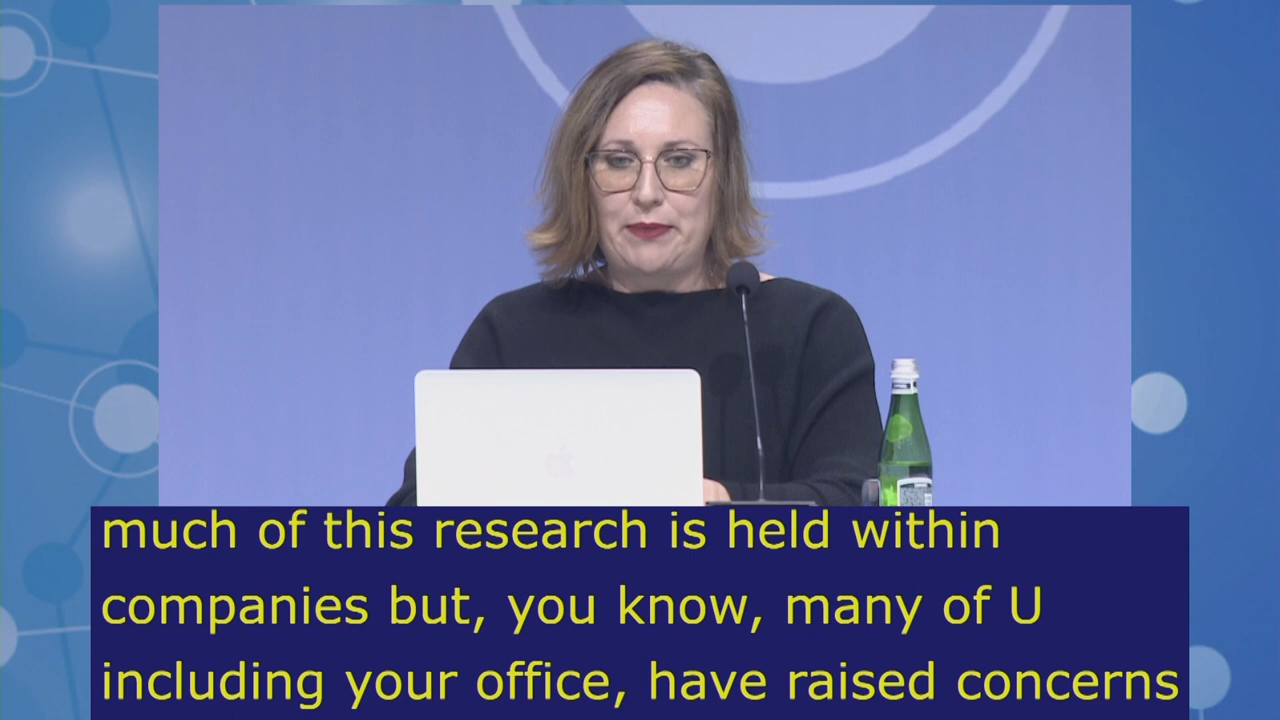 much of this research is held within
companies but, you know, many of U
including your office, have raised concerns